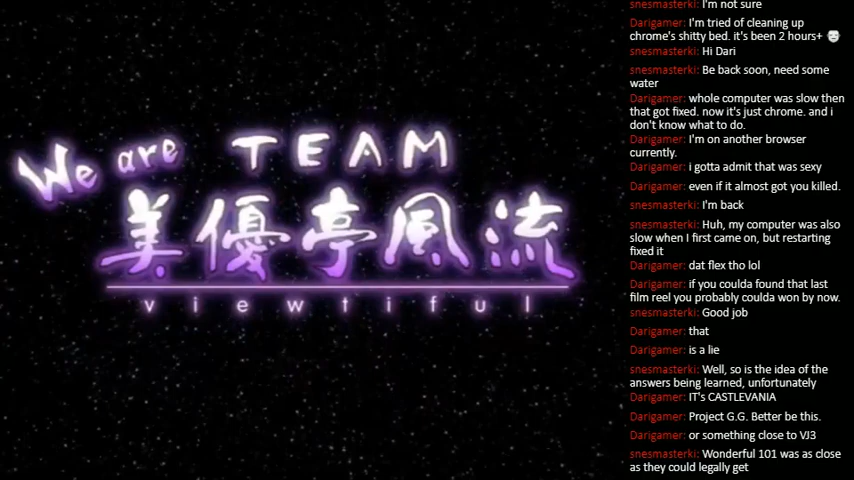 We are TEAM
美優亭風流
viewtiful
snesmasterki: I'm not sure
Darigamer: I'm tried of cleaning up
chrome's shitty bed. it's been 2 hours+
snesmasterki: Hi Dari
snesmasterki: Be back soon, need some
water
Darigamer: whole computer was slow then
that got fixed. now it's just chrome. and i
don't know what to do.
Darigamer: I'm on another browser
currently.
Darigamer: i gotta admit that was sexy
Darigamer: even if it almost got you killed.
snesmasterki: I'm back
snesmasterki: Huh, my computer was also
slow when I first came on, but restarting
fixed it
Darigamer: dat flex tho lol
Darigamer: if you coulda found that last
film reel you probably coulda won by now.
snesmasterki: Good job
Darigamer: that
Darigamer: is a lie
snesmasterki: Well, so is the idea of the
answers being learned, unfortunately
Darigamer: IT's CASTLEVANIA
Darigamer: Project G.G. Better be this.
Darigamer: or something close to VJ3
snesmasterki: Wonderful 101 was as close
as they could legally get